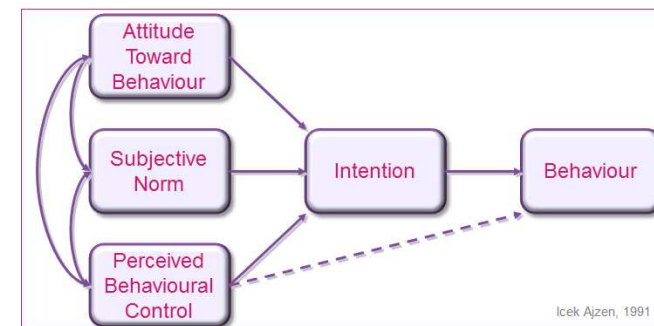 Attitude
Toward
Behaviour
Subjective
Norm
Intention
Behaviour
Perceived
Behavioural
Control
Icek Ajzen, 1991